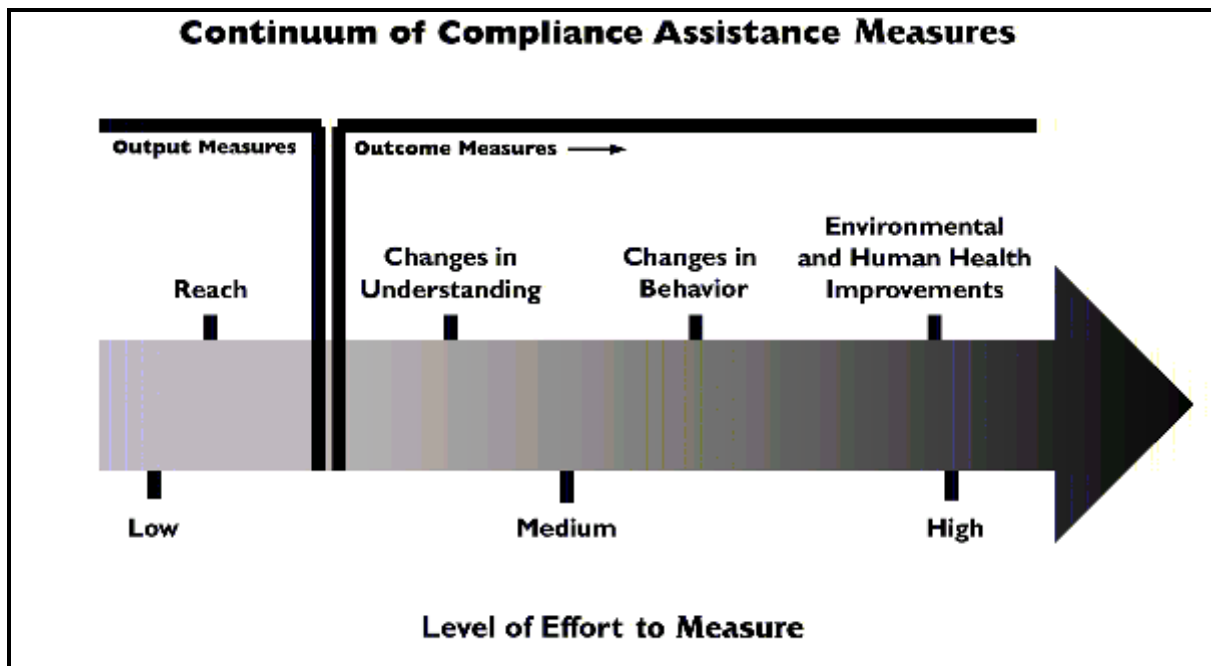 Continuum of Compliance Assistance Measures
Output Measures
Outcome Measures
Reach
Changes in
Understanding
Changes in
Behavior
Environmental
and Human Health
Improvements
Low
Medium
High
Level of Effort to Measure